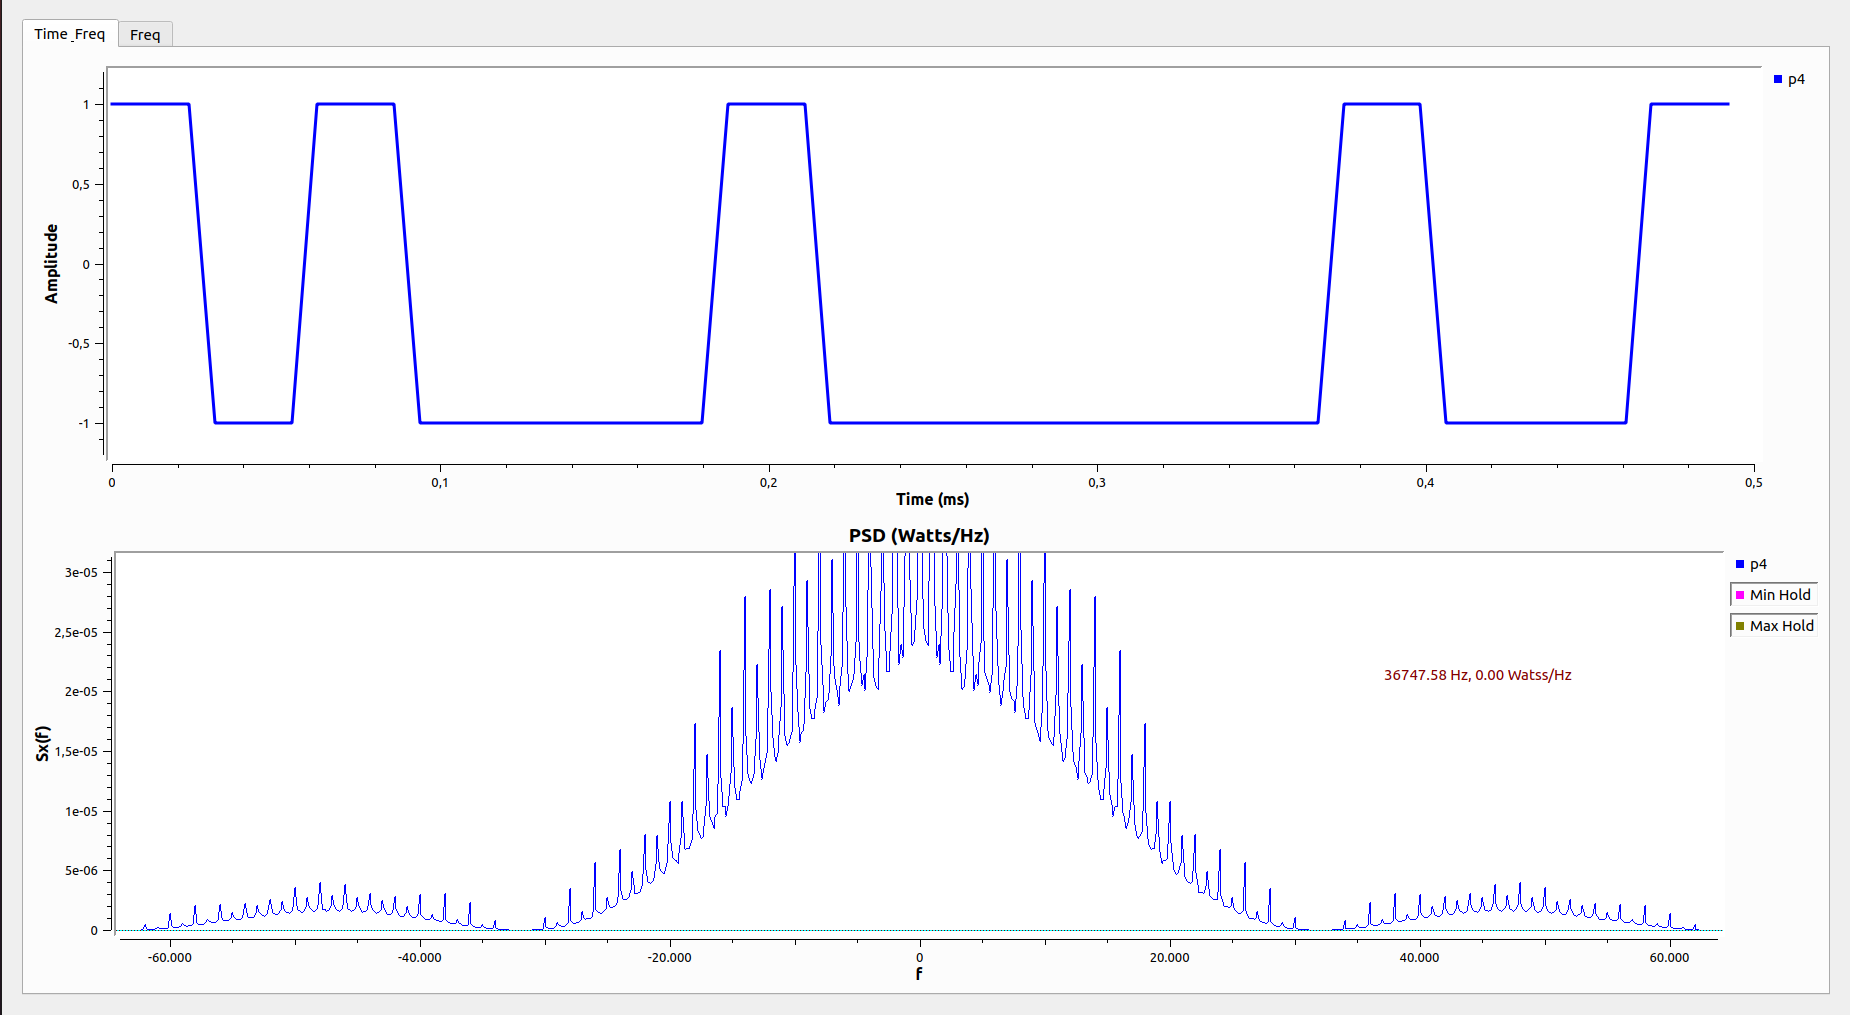 Time _Freq
Freq
p4
1
0,5
0
-0,5
-1
Amplitude
0
0,1
0,2
0,3
0,4
0,5
Time (ms)
PSD (Watts/Hz)
p4
Min Hold
Max Hold
36747.58 Hz, 0.00 Watss/Hz
3e-05
2,5e-05
2e-05
1,5e-05
1e-05
5e-06
0
Sx(f)
-60.000
-40.000
-20.000
0
20.000
40.000
60.000
f